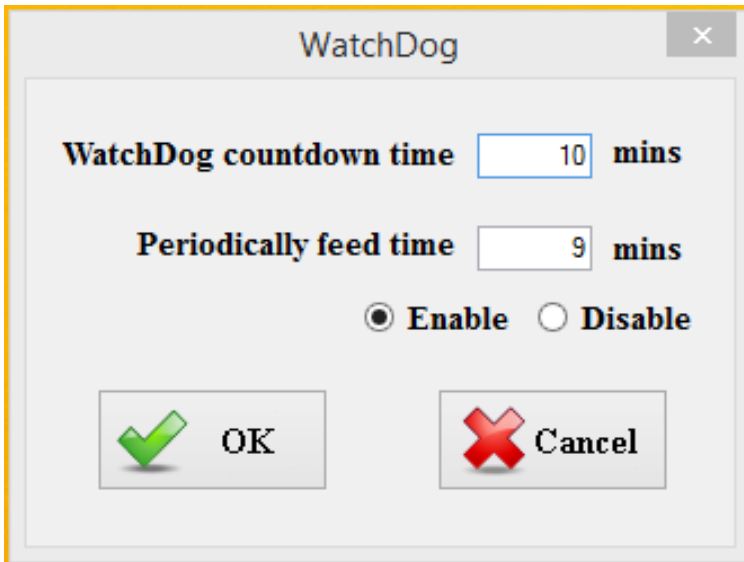 WatchDog
WatchDog countdown time 10 mins
Periodically feed time 9 mins
Enable Disable
OK Cancel